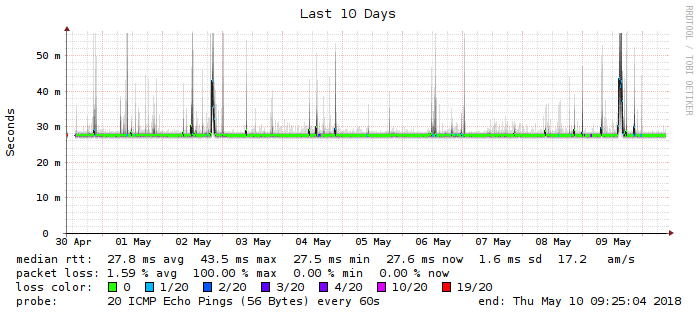 Last 10 Days
RRDTOOL / TOBI OETIKER
Seconds
50 m
40 m
30 m
20 m
10 m
0
30 Apr 01 May 02 May 03 May 04 May 05 May 06 May 07 May 08 May 09 May
median rtt: 27.8 ms avg 43.5 ms max 27.5 ms min 27.6 ms now 1.6 ms sd 17.2 am/s
packet loss: 1.59 % avg 100.00 % max 0.00 % min 0.00 % now
loss color: 0 1/20 2/20 3/20 4/20 10/20 19/20
probe: 20 ICMP Echo Pings (56 Bytes) every 60s end: Thu May 10 09:25:04 2018